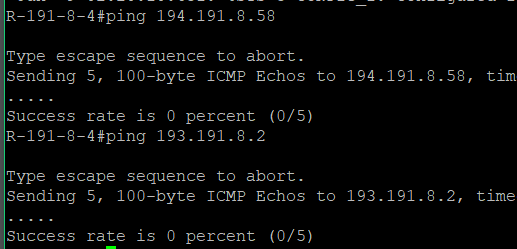 R-191-8-4#ping 194.191.8.58
Type escape sequence to abort.
Sending 5, 100-byte ICMP Echos to 194.191.8.58, tim
.....
Success rate is 0 percent (0/5)
R-191-8-4#ping 193.191.8.2
Type escape sequence to abort.
Sending 5, 100-byte ICMP Echos to 193.191.8.2, time
.....
Success rate is 0 percent (0/5)